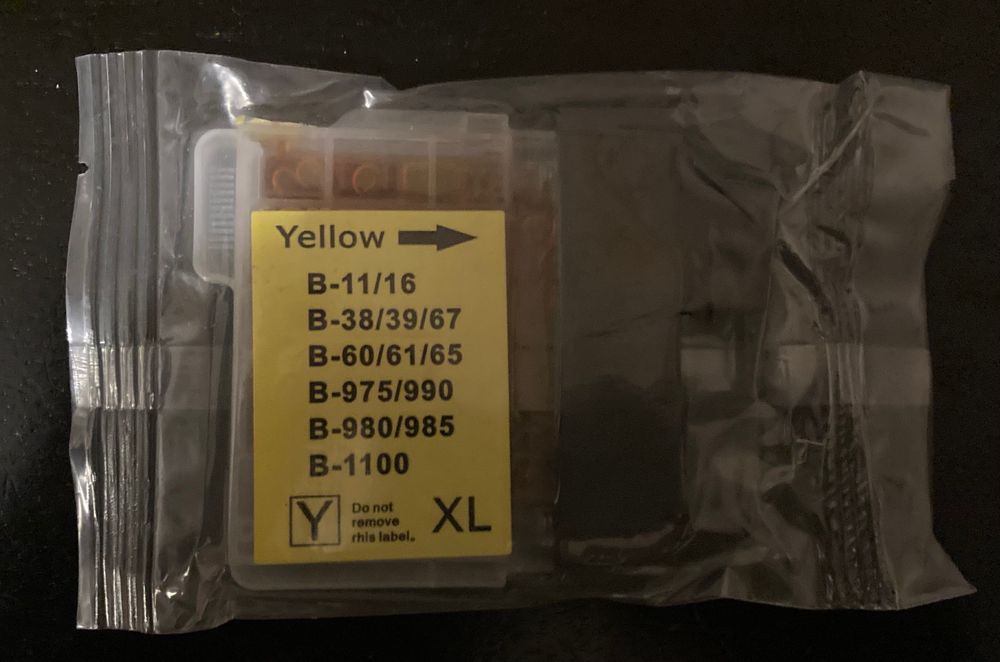 Yellow
B-11/16
B-38/39/67
B-60/61/65
B-975/990
B-980/985
B-1100
Y
Do not
remove
rhis label.
XL